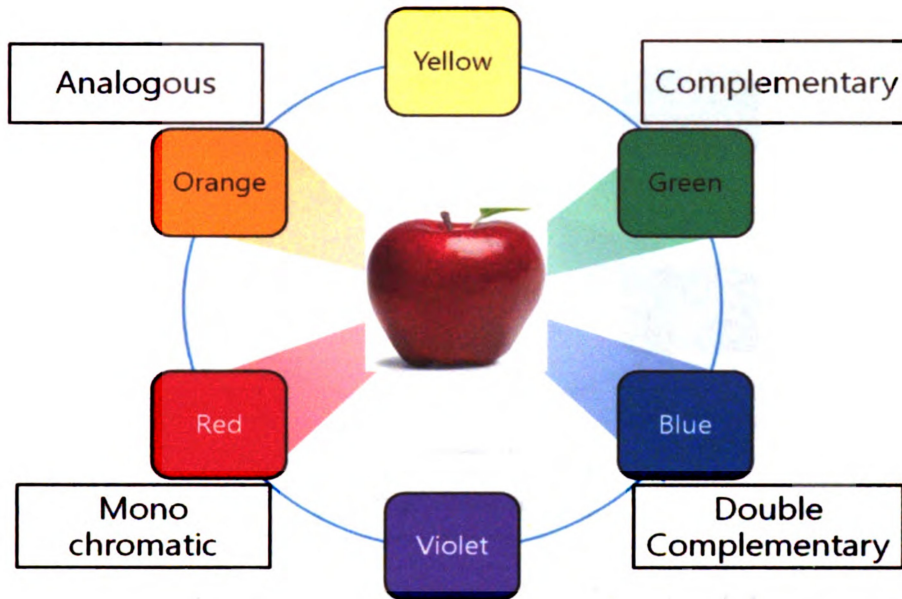 Yellow
Analogous
Complementary
Orange
Green
Red
Blue
Mono
chromatic
Violet
Double
Complementary